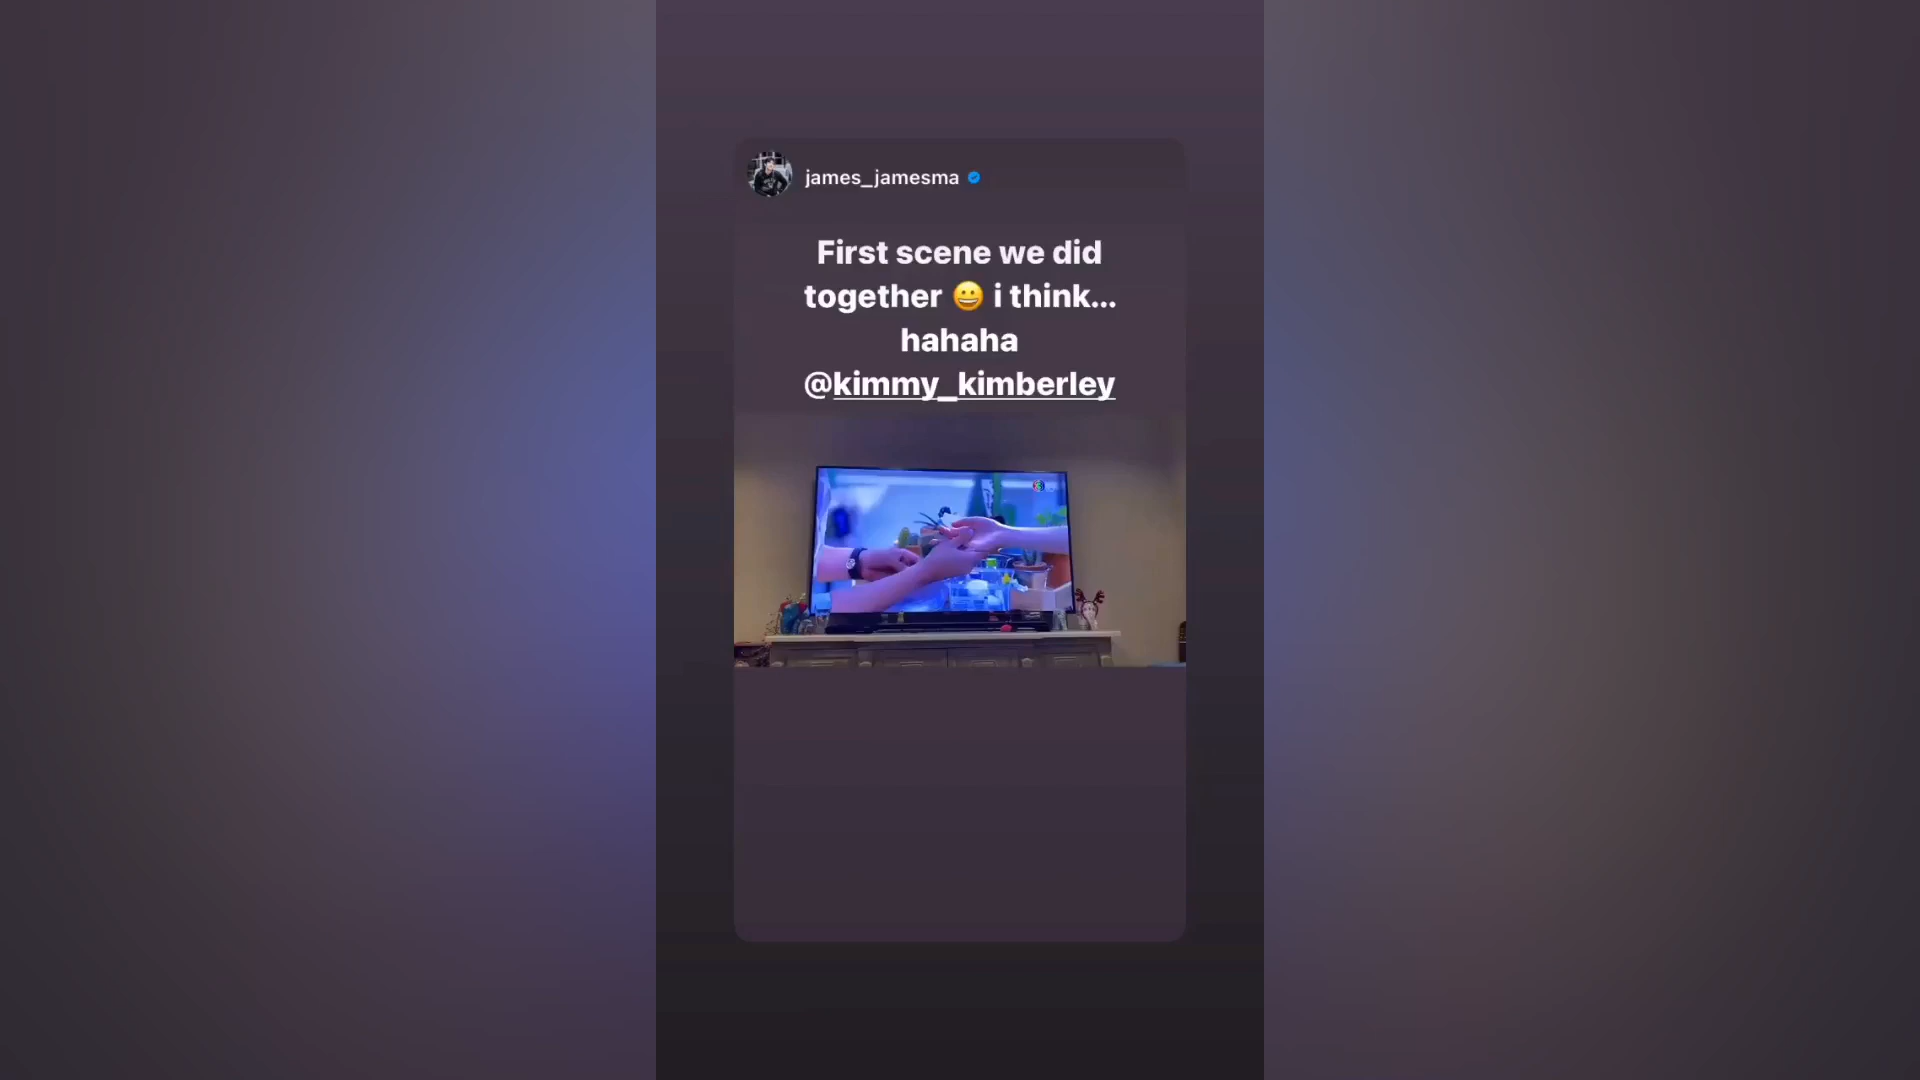 james_jamesma
First scene we did
together 😀 i think...
hahaha
@kimmy_kimberley